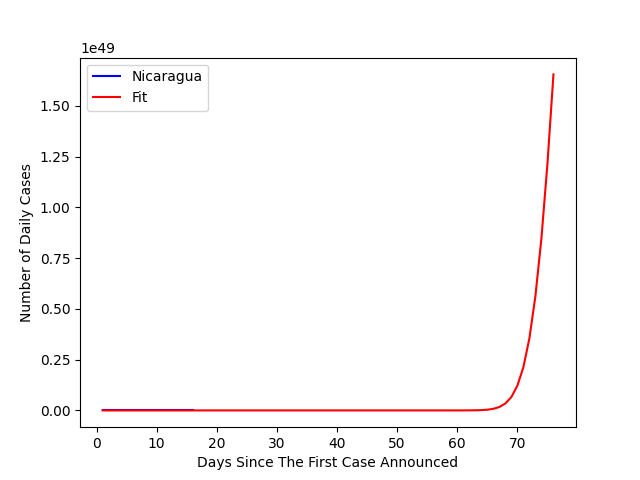 1e49
Nicaragua
Fit
1.50
1.25
1.00
0.75
0.50
0.25
0.00
Number of Daily Cases
0 10 20 30 40 50 60 70
Days Since The First Case Announced